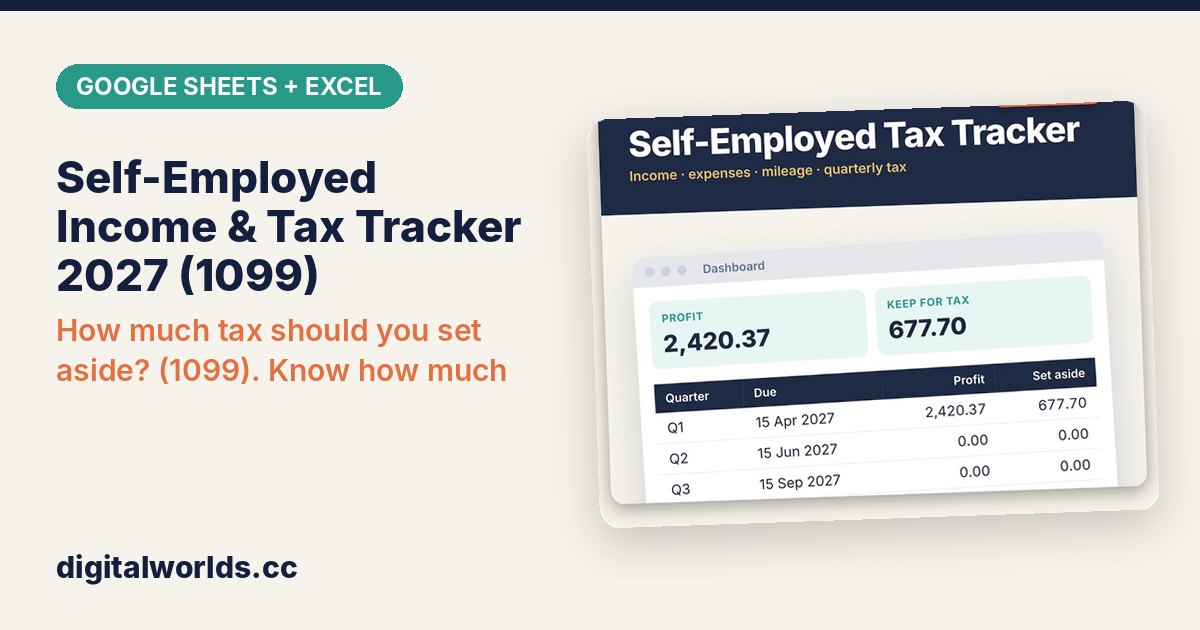 GOOGLE SHEETS + EXCEL
Self-Employed
Income & Tax Tracker
2027 (1099)
How much tax should you set
aside? (1099). Know how much
digitalworlds.cc
Self-Employed Tax Tracker
Income · expenses · mileage · quarterly tax
Dashboard
PROFIT
2,420.37
KEEP FOR TAX
677.70
Quarter Due Profit Set aside
Q1 15 Apr 2027 2,420.37 677.70
Q2 15 Jun 2027 0.00 0.00
Q3 15 Sep 2027 0.00 0.00